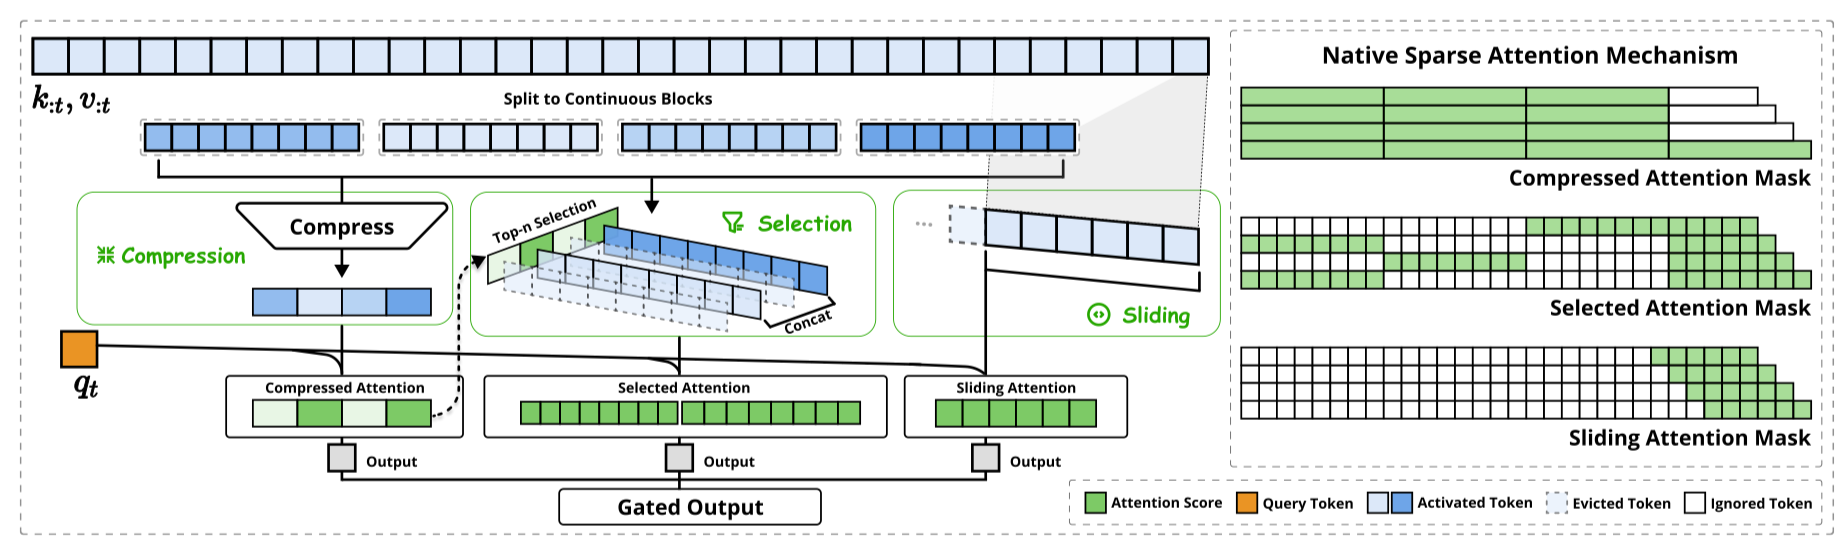 Native Sparse Attention Mechanism
k:t, v:t
Split to Continuous Blocks
Compressed Attention Mask
Compress
Compression
Top-n Selection
Selection
Concat
Sliding
Selected Attention Mask
qt
Compressed Attention
Selected Attention
Sliding Attention
Sliding Attention Mask
Output
Output
Output
Gated Output
Attention Score
Query Token
Activated Token
Evicted Token
Ignored Token